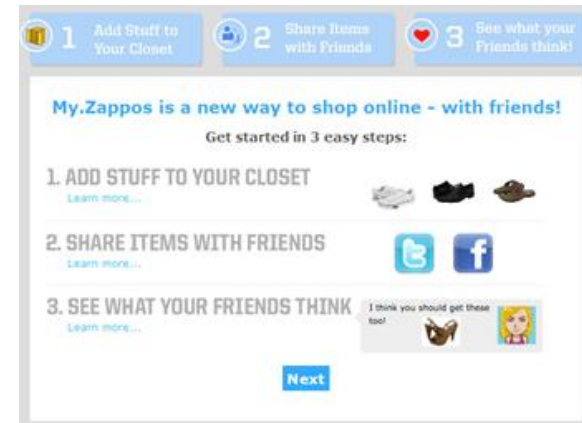 1 Add Stuff to
Your Closet
2 Share Items
with Friends
3 See what your
Friends think!
My.Zappos is a new way to shop online - with friends!
Get started in 3 easy steps:
1. ADD STUFF TO YOUR CLOSET
Learn more...
2. SHARE ITEMS WITH FRIENDS
Learn more...
3. SEE WHAT YOUR FRIENDS THINK
Learn more...
I think you should get these
too!
Next